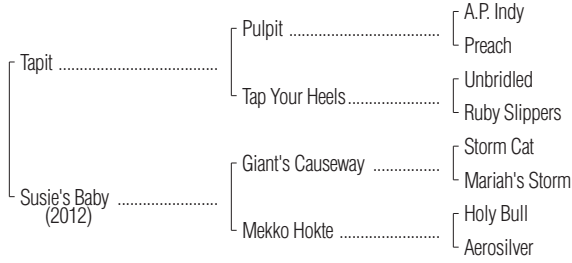 A.P. Indy
Pulpit ........................................
Preach
Tapit ..........................................
Unbridled
Tap Your Heels........................
Ruby Slippers
Storm Cat
Giant's Causeway .................
Mariah's Storm
Susie's Baby ..........................
(2012)
Holy Bull
Mekko Hokte ..........................
Aerosilver